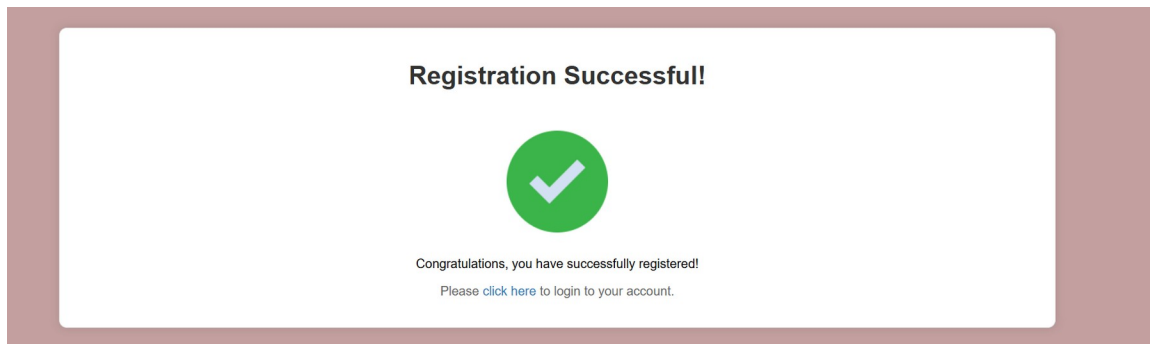 Registration Successful!
Congratulations, you have successfully registered!
Please click here to login to your account.